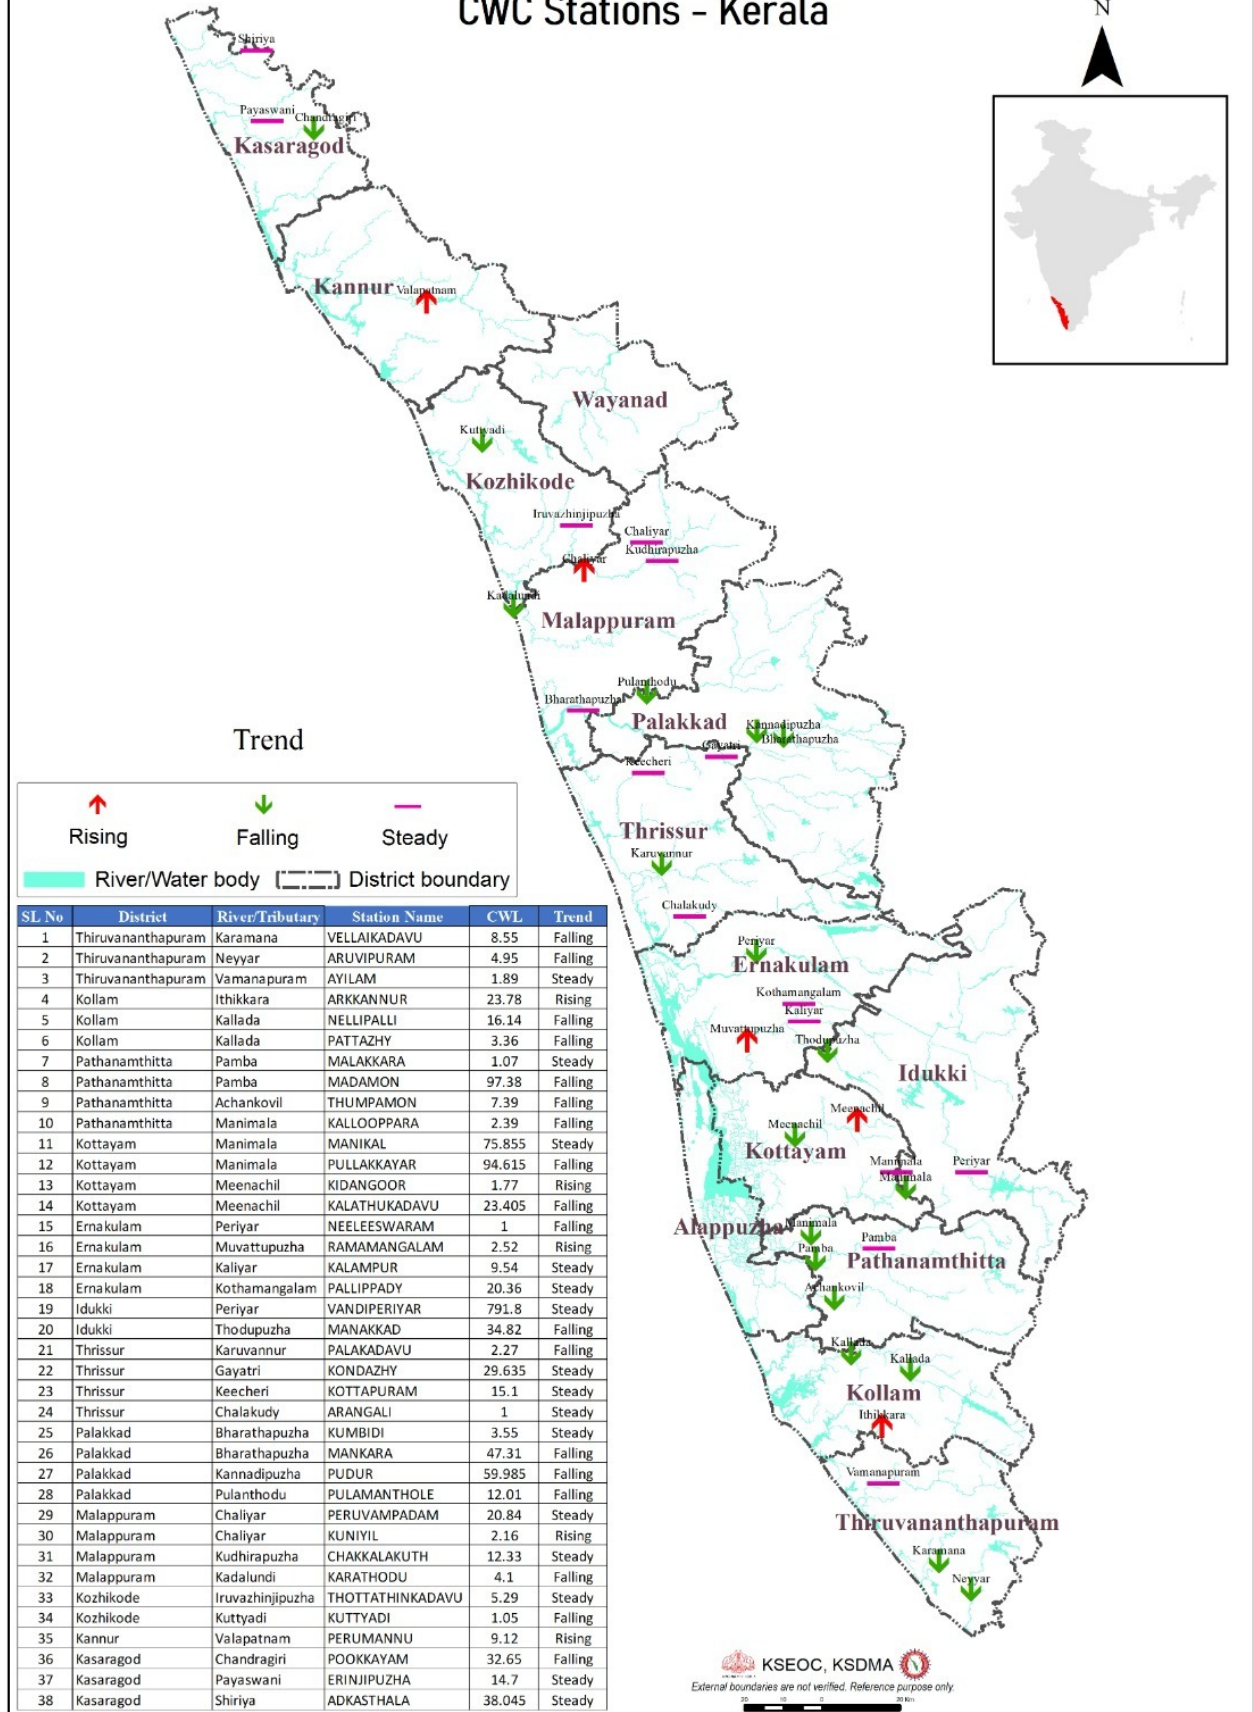 CWC Stations - Kerala
N
Shiriya
Payaswani
Chandragiri
Kasaragod
Kannur
Valapatnam
Wayanad
Kuttyadi
Kozhikode
Iruvazhinjipuzha
Chaliyar
Kudhirapuzha
Chaliyar
Kadalundi
Malappuram
Pulanthodu
Bharathapuzha
Palakkad
Kannadipuzha
Bharathapuzha
Gayatri
Keecheri
Thrissur
Karuvannur
Chalakudy
Periyar
Ernakulam
Kothamangalam
Kaliyar
Muvattupuzha
Thodupuzha
Idukki
Meenachil
Meenachil
Kottayam
Manimala
Periyar
Manimala
Alappuzha
Manimala
Pamba
Pamba
Pathanamthitta
Achankovil
Kallada
Kallada
Kollam
Ithikkara
Vamanapuram
Thiruvananthapuram
Karamana
Neyyar
Trend
Rising Falling Steady
River/Water body District boundary
SL No District River/Tributary Station Name CWL Trend
1 Thiruvananthapuram Karamana VELLAIKADAVU 8.55 Falling
2 Thiruvananthapuram Neyyar ARUVIPURAM 4.95 Falling
3 Thiruvananthapuram Vamanapuram AYILAM 1.89 Steady
4 Kollam Ithikkara ARKKANNUR 23.78 Rising
5 Kollam Kallada NELLIPALLI 16.14 Falling
6 Kollam Kallada PATTAZHY 3.36 Falling
7 Pathanamthitta Pamba MALAKKARA 1.07 Steady
8 Pathanamthitta Pamba MADAMON 97.38 Falling
9 Pathanamthitta Achankovil THUMPAMON 7.39 Falling
10 Pathanamthitta Manimala KALLOOPPARA 2.39 Falling
11 Kottayam Manimala MANIKAL 75.855 Steady
12 Kottayam Manimala PULLAKKAYAR 94.615 Falling
13 Kottayam Meenachil KIDANGOOR 1.77 Rising
14 Kottayam Meenachil KALATHUKADAVU 23.405 Falling
15 Ernakulam Periyar NEELEESWARAM 1 Falling
16 Ernakulam Muvattupuzha RAMAMANGALAM 2.52 Rising
17 Ernakulam Kaliyar KALAMPUR 9.54 Steady
18 Ernakulam Kothamangalam PALLIPPADY 20.36 Steady
19 Idukki Periyar VANDIPERIYAR 791.8 Steady
20 Idukki Thodupuzha MANAKKAD 34.82 Falling
21 Thrissur Karuvannur PALAKADAVU 2.27 Falling
22 Thrissur Gayatri KONDAZHY 29.635 Steady
23 Thrissur Keecheri KOTTAPURAM 15.1 Steady
24 Thrissur Chalakudy ARANGALI 1 Steady
25 Palakkad Bharathapuzha KUMBIDI 3.55 Steady
26 Palakkad Bharathapuzha MANKARA 47.31 Falling
27 Palakkad Kannadipuzha PUDUR 59.985 Falling
28 Palakkad Pulanthodu PULAMANTHOLE 12.01 Falling
29 Malappuram Chaliyar PERUVAMPADAM 20.84 Steady
30 Malappuram Chaliyar KUNIYIL 2.16 Rising
31 Malappuram Kudhirapuzha CHAKKALAKUTH 12.33 Steady
32 Malappuram Kadalundi KARATHODU 4.1 Falling
33 Kozhikode Iruvazhinjipuzha THOTTATHINKADAVU 5.29 Steady
34 Kozhikode Kuttyadi KUTTYADI 1.05 Falling
35 Kannur Valapatnam PERUMANNU 9.12 Rising
36 Kasaragod Chandragiri POOKKAYAM 32.65 Falling
37 Kasaragod Payaswani ERINJIPUZHA 14.7 Steady
38 Kasaragod Shiriya ADKASTHALA 38.045 Steady
KSEOC, KSDMA
External boundaries are not verified. Reference purpose only.
20 10 0 20 Km